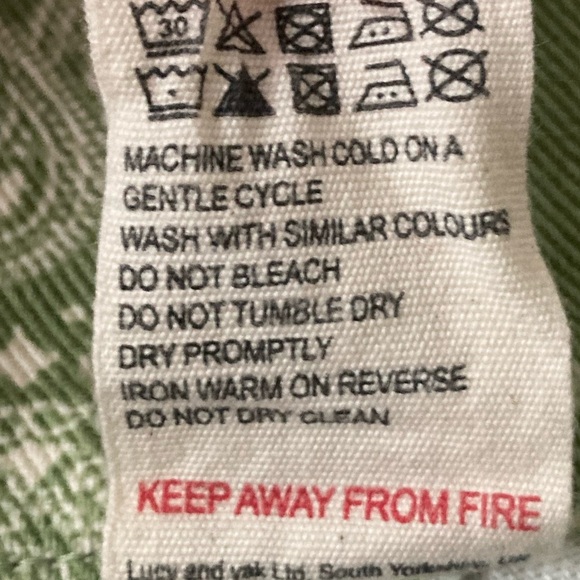 30
MACHINE WASH COLD ON A
GENTLE CYCLE
WASH WITH SIMILAR COLOURS
DO NOT BLEACH
DO NOT TUMBLE DRY
DRY PROMPTLY
IRON WARM ON REVERSE
DO NOT DRY CLEAN
KEEP AWAY FROM FIRE
Lucy and yak Ltd, South Yorkshire,